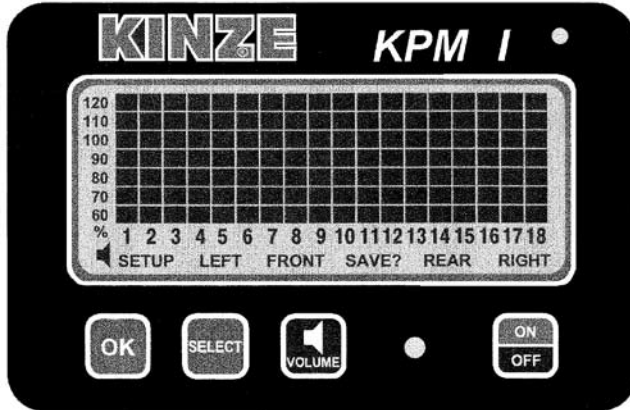 KINZE ® KPM I
120
110
100
90
80
70
60
% 1 2 3 4 5 6 7 8 9 10 11 12 13 14 15 16 17 18
SETUP LEFT FRONT SAVE? REAR RIGHT
OK SELECT VOLUME ON
OFF